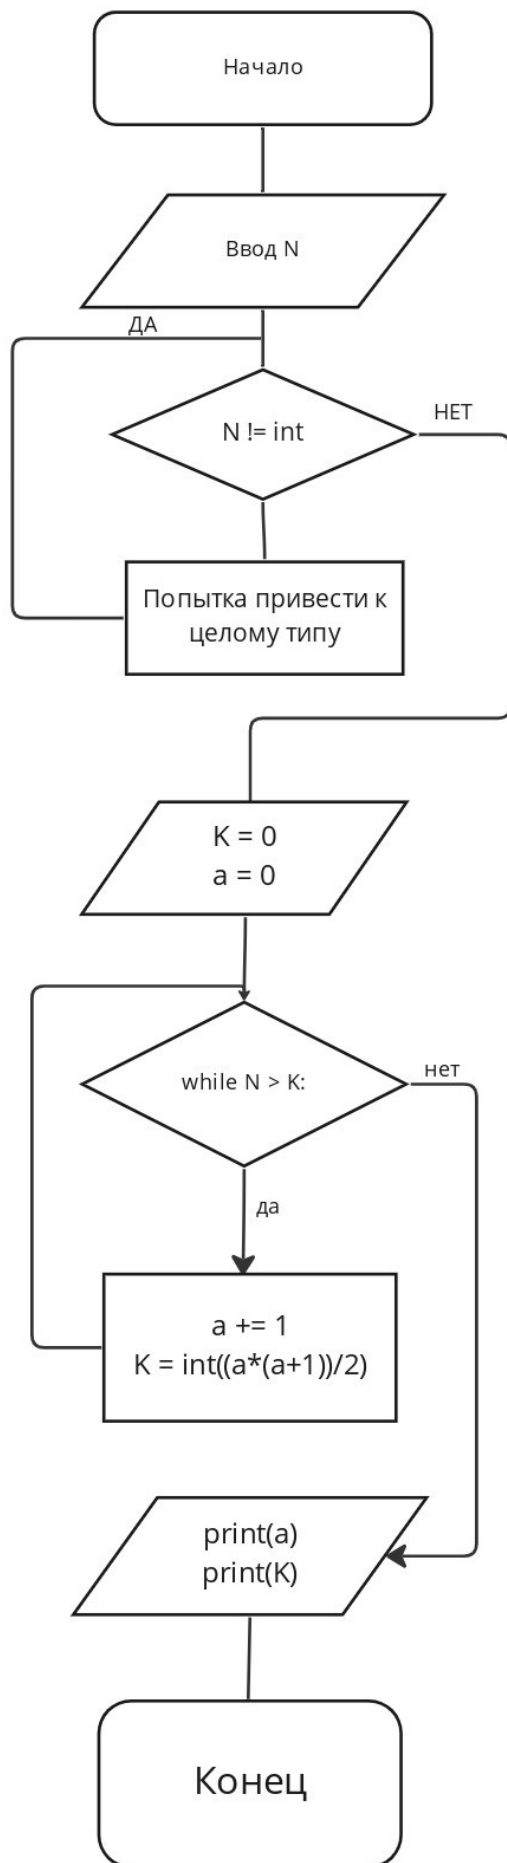 Начало
Ввод N
ДА
N != int
НЕТ
Попытка привести к
целому типу
K = 0
a = 0
while N > K:
нет
да
a += 1
K = int((a*(a+1))/2)
print(a)
print(K)
Конец